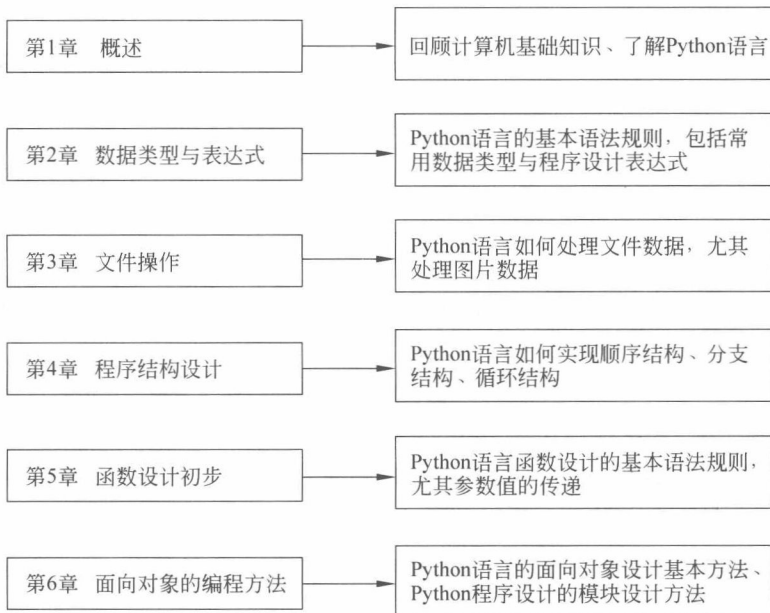 第1章 概述
回顾计算机基础知识、了解Python语言
第2章 数据类型与表达式
Python语言的基本语法规则，包括常
用数据类型与程序设计表达式
第3章 文件操作
Python语言如何处理文件数据，尤其
处理图片数据
第4章 程序结构设计
Python语言如何实现顺序结构、分支
结构、循环结构
第5章 函数设计初步
Python语言函数设计的基本语法规则，
尤其参数值的传递
第6章 面向对象的编程方法
Python语言的面向对象设计基本方法、
Python程序设计的模块设计方法